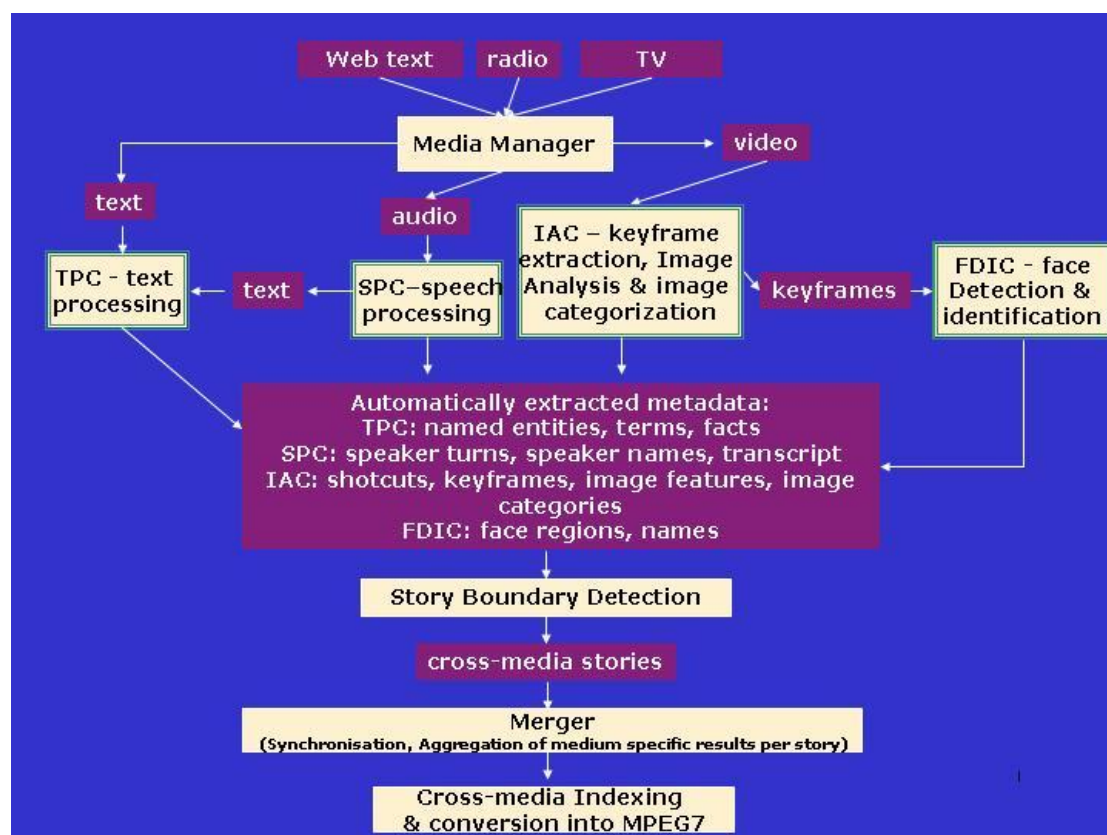 Web text
radio
TV
Media Manager
video
text
audio
IAC – keyframe
extraction, Image
Analysis & image
categorization
FDIC - face
Detection &
identification
TPC - text
processing
text
SPC–speech
processing
keyframes
Automatically extracted metadata:
TPC: named entities, terms, facts
SPC: speaker turns, speaker names, transcript
IAC: shotcuts, keyframes, image features, image
categories
FDIC: face regions, names
Story Boundary Detection
cross-media stories
Merger
(Synchronisation, Aggregation of medium specific results per story)
Cross-media Indexing
& conversion into MPEG7